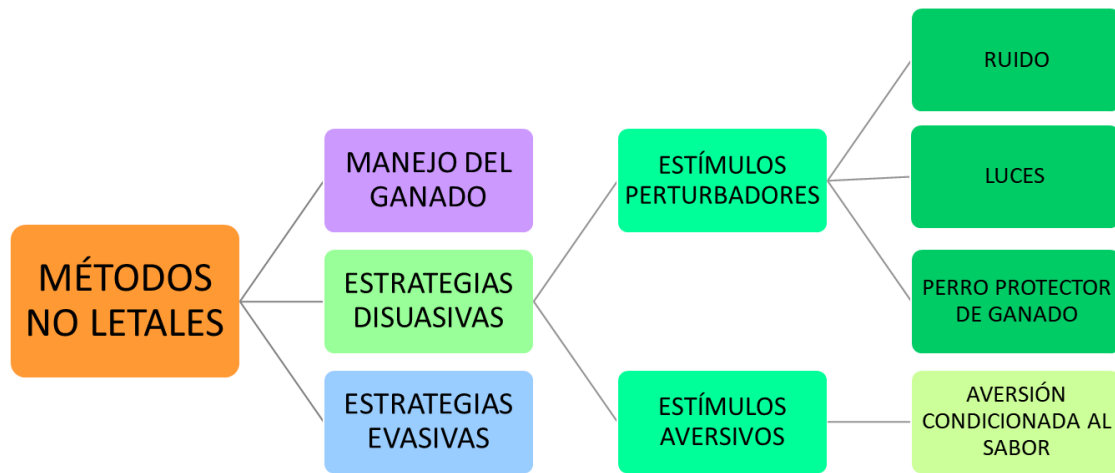 MÉTODOS
NO LETALES
MANEJO DEL
GANADO
ESTRATEGIAS
DISUASIVAS
ESTRATEGIAS
EVASIVAS
ESTÍMULOS
PERTURBADORES
ESTÍMULOS
AVERSIVOS
RUIDO
LUCES
PERRO PROTECTOR
DE GANADO
AVERSIÓN
CONDICIONADA AL
SABOR